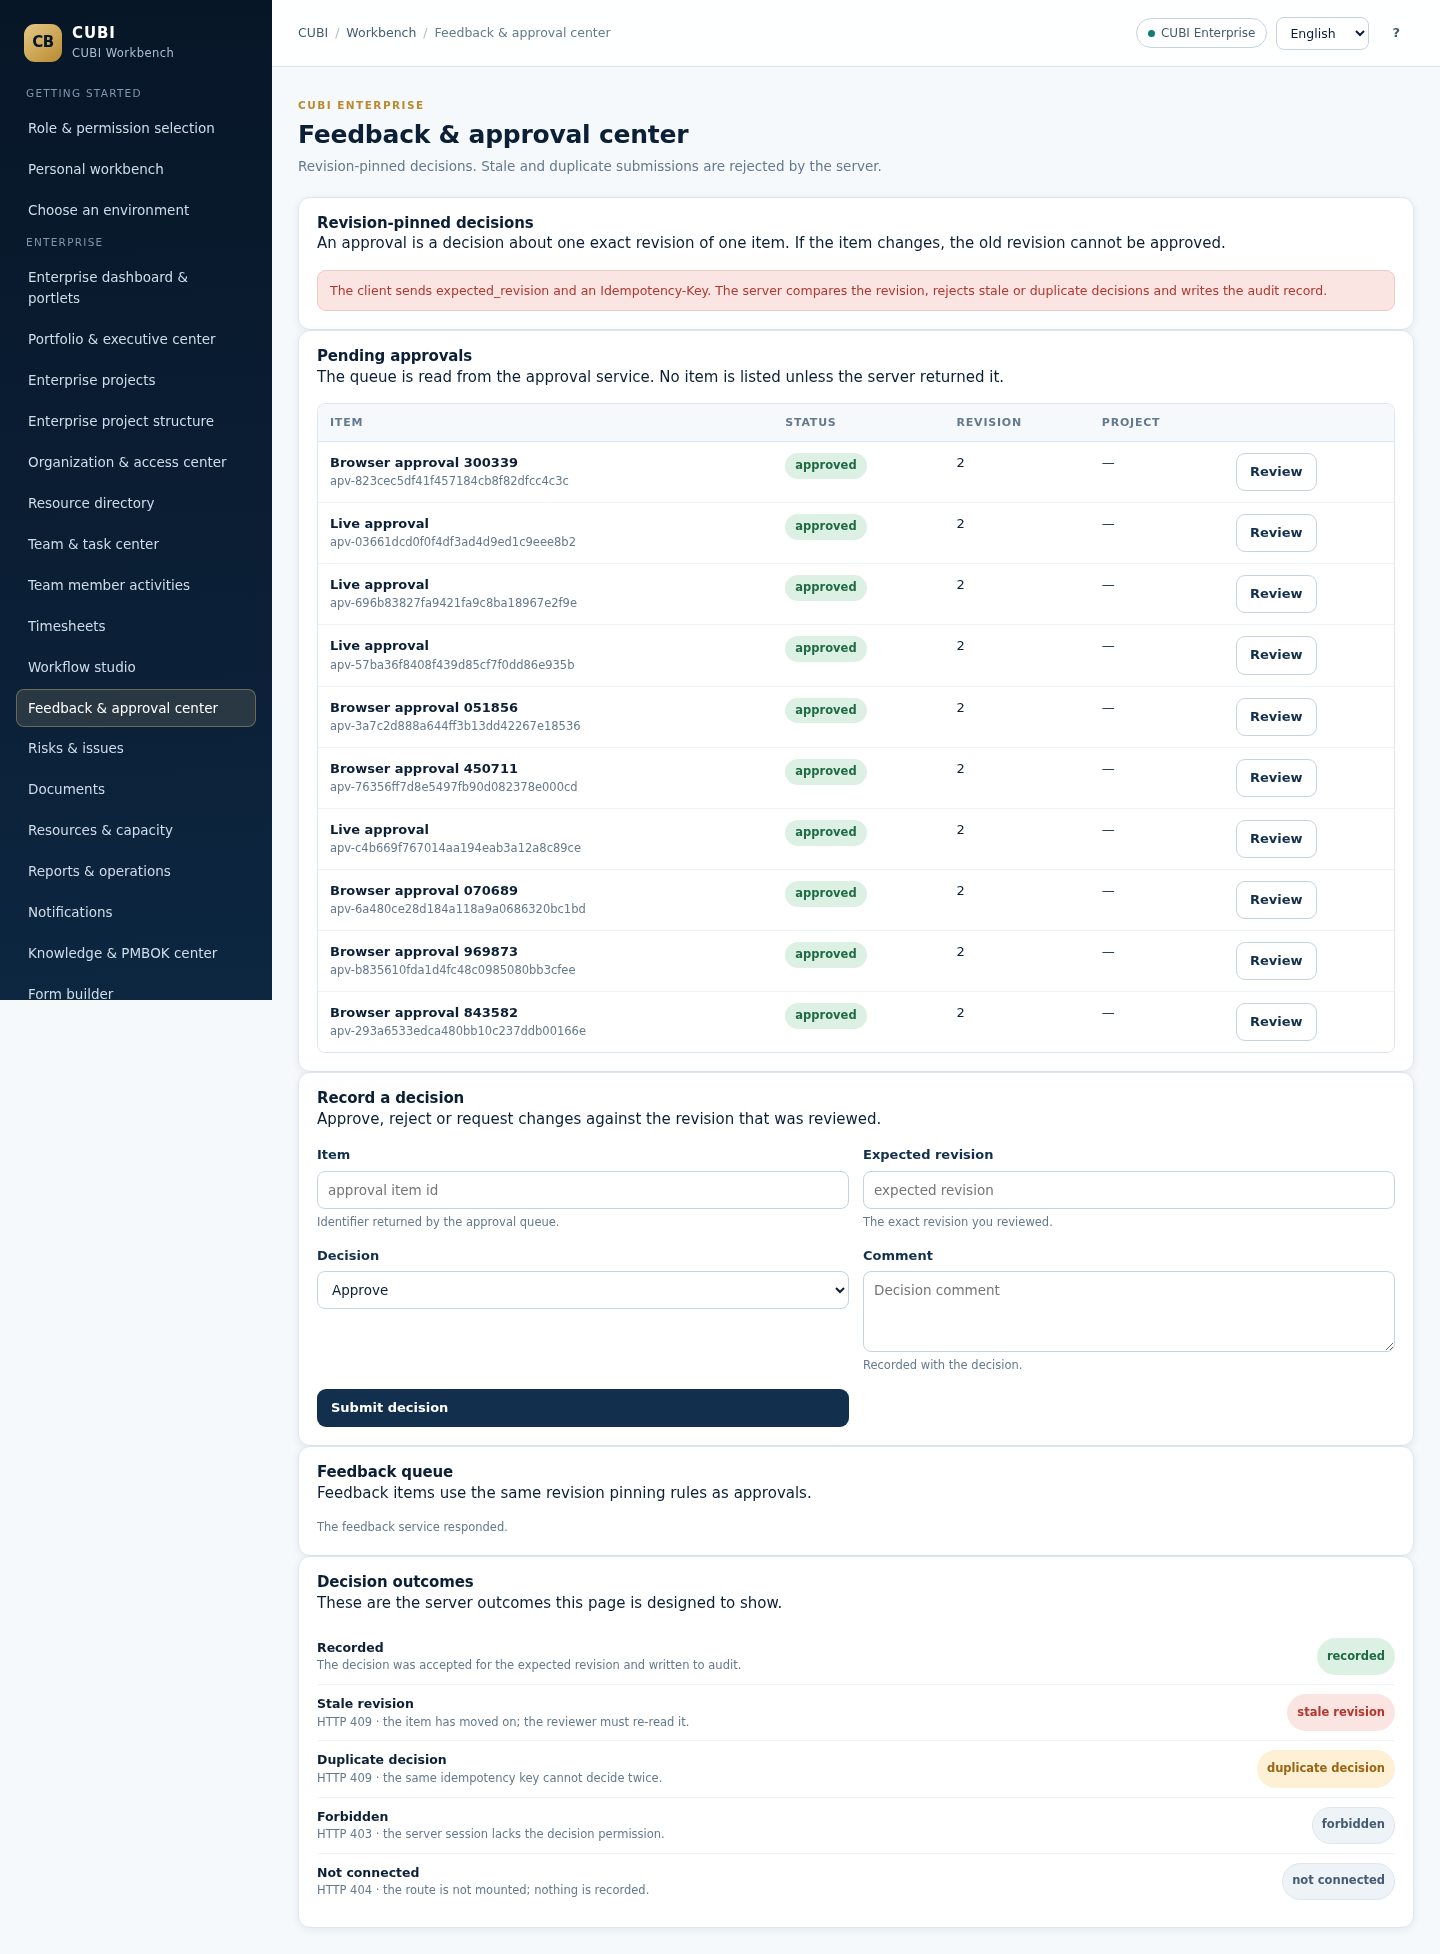 CB
CUBI
CUBI Workbench
GETTING STARTED
Role & permission selection
Personal workbench
Choose an environment
ENTERPRISE
Enterprise dashboard &
portlets
Portfolio & executive center
Enterprise projects
Enterprise project structure
Organization & access center
Resource directory
Team & task center
Team member activities
Timesheets
Workflow studio
Feedback & approval center
Risks & issues
Documents
Resources & capacity
Reports & operations
Notifications
Knowledge & PMBOK center
Form builder
CUBI / Workbench / Feedback & approval center
CUBI Enterprise
English
?
CUBI ENTERPRISE
Feedback & approval center
Revision-pinned decisions. Stale and duplicate submissions are rejected by the server.
Revision-pinned decisions
An approval is a decision about one exact revision of one item. If the item changes, the old revision cannot be approved.
The client sends expected_revision and an Idempotency-Key. The server compares the revision, rejects stale or duplicate decisions and writes the audit record.
Pending approvals
The queue is read from the approval service. No item is listed unless the server returned it.
ITEM STATUS REVISION PROJECT
Browser approval 300339 approved 2 — Review
apv-823cec5df41f457184cb8f82dfcc4c3c
Live approval approved 2 — Review
apv-03661dcd0f0f4df3ad4d9ed1c9eee8b2
Live approval approved 2 — Review
apv-696b83827fa9421fa9c8ba18967e2f9e
Live approval approved 2 — Review
apv-57ba36f8408f439d85cf7f0dd86e935b
Browser approval 051856 approved 2 — Review
apv-3a7c2d888a644ff3b13dd42267e18536
Browser approval 450711 approved 2 — Review
apv-76356ff7d8e5497fb90d082378e000cd
Live approval approved 2 — Review
apv-c4b669f767014aa194eab3a12a8c89ce
Browser approval 070689 approved 2 — Review
apv-6a480ce28d184a118a9a0686320bc1bd
Browser approval 969873 approved 2 — Review
apv-b835610fda1d4fc48c0985080bb3cfee
Browser approval 843582 approved 2 — Review
apv-293a6533edca480bb10c237ddb00166e
Record a decision
Approve, reject or request changes against the revision that was reviewed.
Item Expected revision
approval item id expected revision
Identifier returned by the approval queue. The exact revision you reviewed.
Decision Comment
Approve Decision comment
Recorded with the decision.
Submit decision
Feedback queue
Feedback items use the same revision pinning rules as approvals.
The feedback service responded.
Decision outcomes
These are the server outcomes this page is designed to show.
Recorded recorded
The decision was accepted for the expected revision and written to audit.
Stale revision stale revision
HTTP 409 · the item has moved on; the reviewer must re-read it.
Duplicate decision duplicate decision
HTTP 409 · the same idempotency key cannot decide twice.
Forbidden forbidden
HTTP 403 · the server session lacks the decision permission.
Not connected not connected
HTTP 404 · the route is not mounted; nothing is recorded.